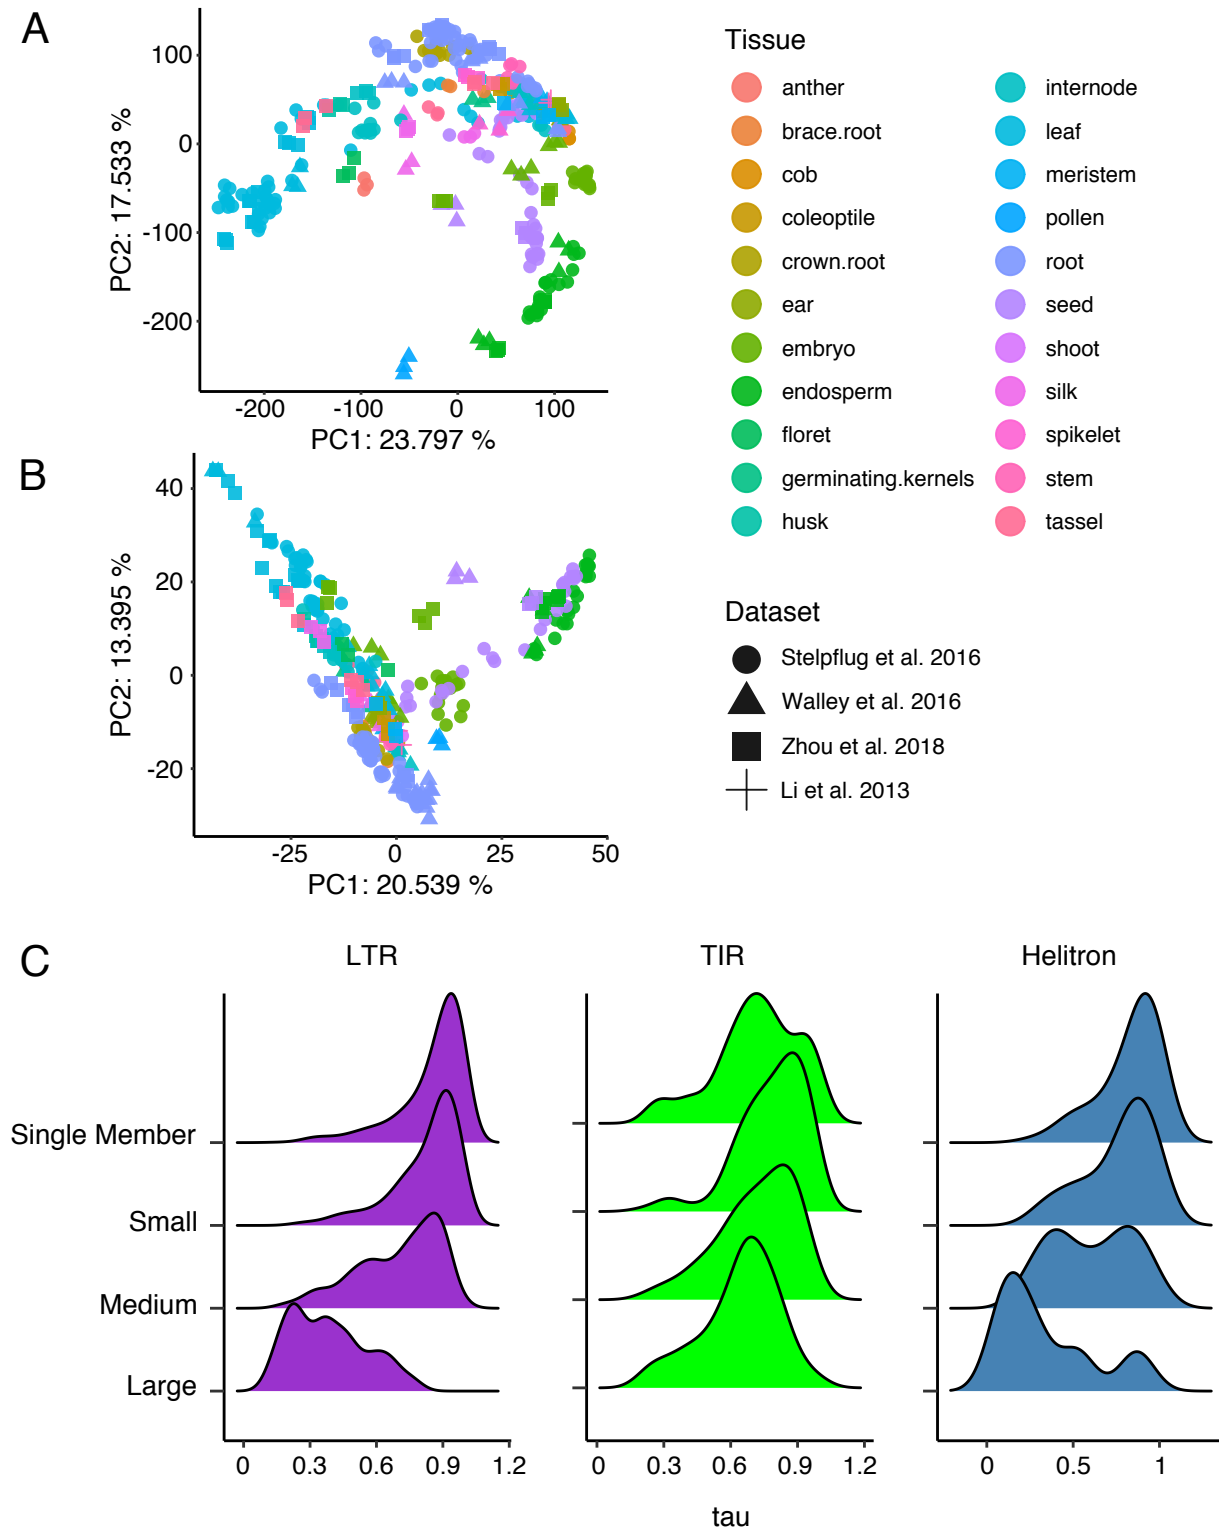 A
PC2: 17.533 %
100
0
-100
-200
-200
-100
0
100
PC1: 23.797 %
B
PC2: 13.395 %
40
20
0
-20
-25
0
25
50
PC1: 20.539 %
Tissue
anther
brace.root
cob
coleoptile
crown.root
ear
embryo
endosperm
floret
germinating.kernels
husk
internode
leaf
meristem
pollen
root
seed
shoot
silk
spikelet
stem
tassel
Dataset
Stelpflug et al. 2016
Walley et al. 2016
Zhou et al. 2018
Li et al. 2013
C
LTR
TIR
Helitron
Single Member
Small
Medium
Large
0 0.3 0.6 0.9 1.2
0 0.3 0.6 0.9 1.2
0 0.5 1
tau